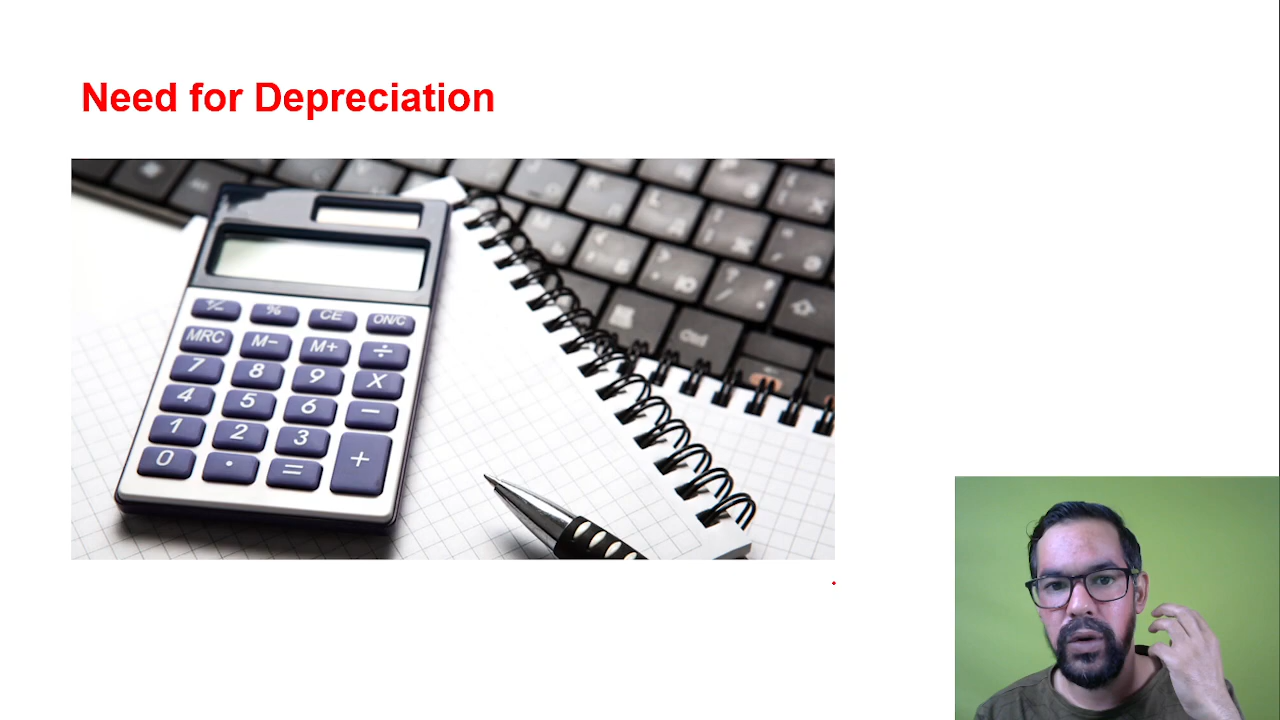 Need for Depreciation
+/− % CE ON/C
MRC M− M+ ÷
7 8 9 X
4 5 6 −
1 2 3
0 . = +
Ctrl